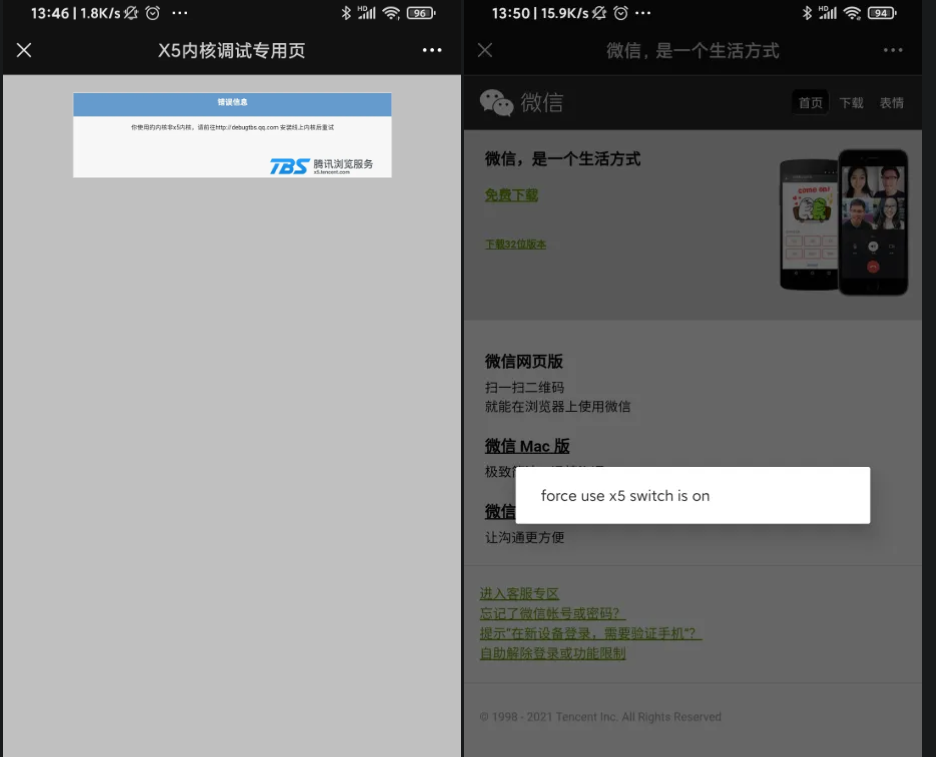 13:46 | 1.8K/s
HD
96
X5内核调试专用页
错误信息
你使用的内核非x5内核，请前往http://debugtbs.qq.com 安装线上内核后重试
TBS 腾讯浏览服务
x5.tencent.com
13:50 | 15.9K/s
HD
94
微信，是一个生活方式
微信
首页 下载 表情
微信，是一个生活方式
免费下载
下载32位版本
微信网页版
扫一扫二维码
就能在浏览器上使用微信
微信 Mac 版
极致
force use x5 switch is on
微信
让沟通更方便
进入客服专区
忘记了微信帐号或密码？
提示“在新设备登录，需要验证手机”？
自助解除登录或功能限制
© 1998 - 2021 Tencent Inc. All Rights Reserved